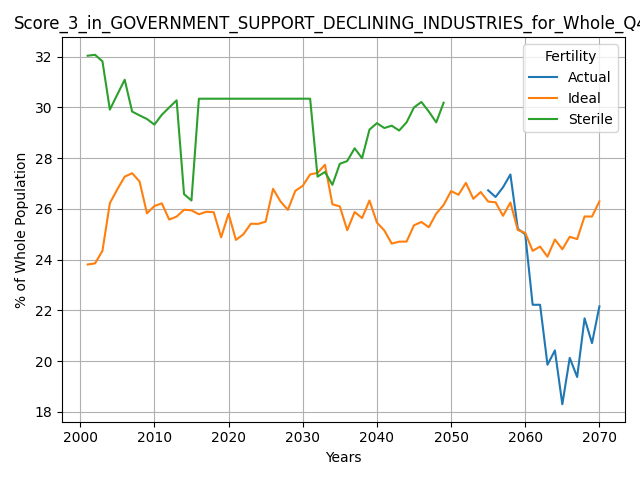 Score_3_in_GOVERNMENT_SUPPORT_DECLINING_INDUSTRIES_for_Whole_Q4
Fertility
Actual
Ideal
Sterile
% of Whole Population
32
30
28
26
24
22
20
18
2000 2010 2020 2030 2040 2050 2060 2070
Years